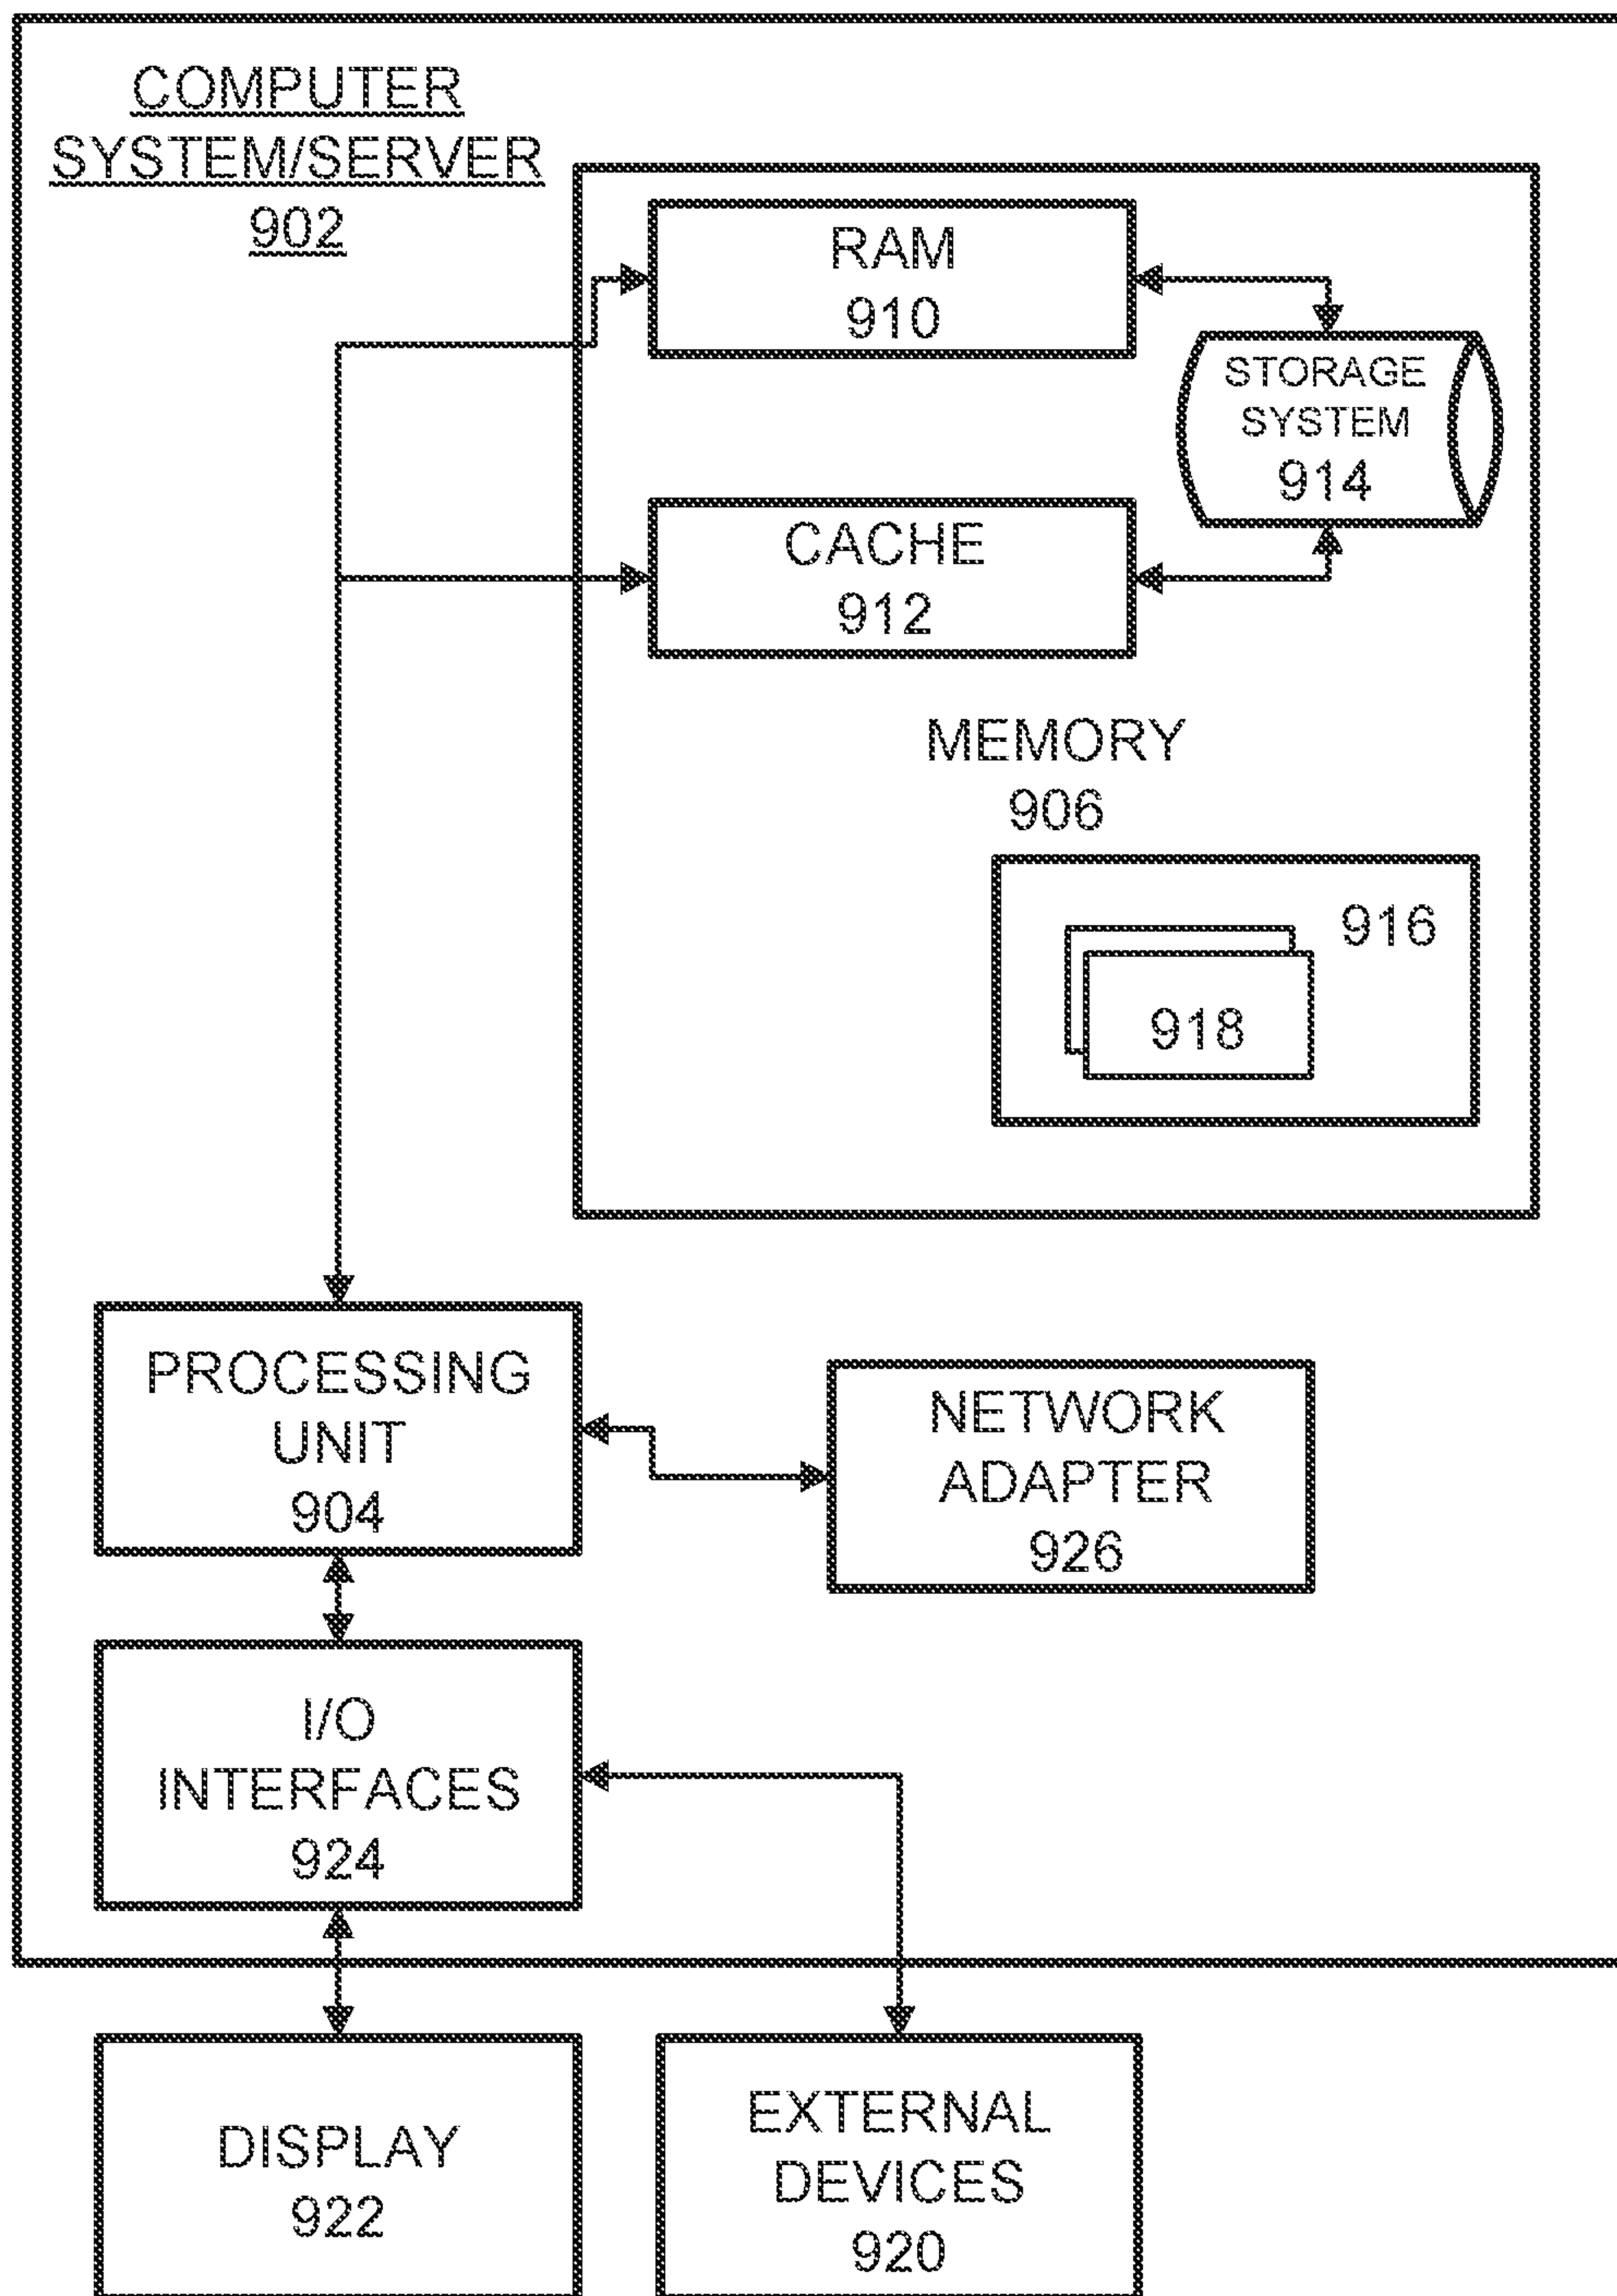 COMPUTER
SYSTEM/SERVER
902
RAM
910
STORAGE
SYSTEM
914
CACHE
912
MEMORY
906
916
918
PROCESSING
UNIT
904
NETWORK
ADAPTER
926
I/O
INTERFACES
924
DISPLAY
922
EXTERNAL
DEVICES
920